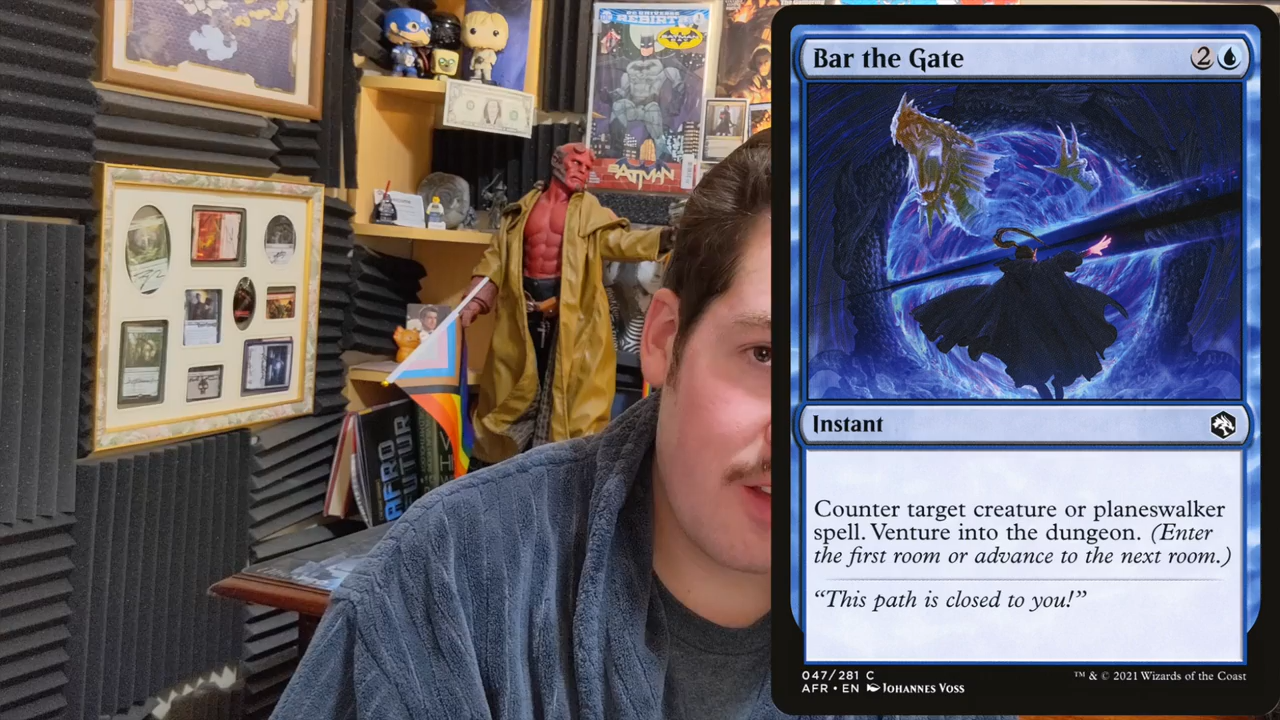 DC UNIVERSE
REBIRTH
BATMAN
AFRO
FUTUR
Bar the Gate
2
Instant
Counter target creature or planeswalker
spell. Venture into the dungeon. (Enter
the first room or advance to the next room.)
“This path is closed to you!”
047/281 C
AFR • EN Johannes Voss
™ & © 2021 Wizards of the Coast